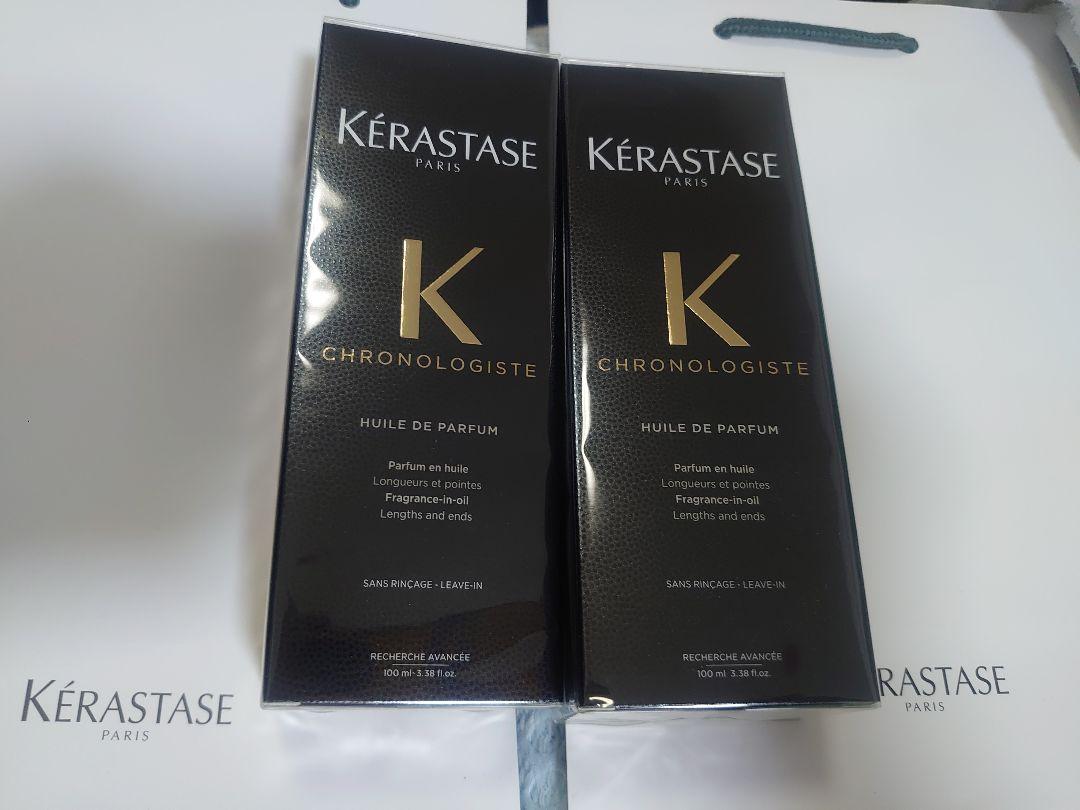 KÉRASTASE
PARIS
K
CHRONOLOGISTE
HUILE DE PARFUM
Parfum en huile
Longueurs et pointes
Fragrance-in-oil
Lengths and ends
SANS RINÇAGE - LEAVE-IN
RECHERCHE AVANCÉE
100 ml - 3.38 fl.oz.
KÉRASTASE
PARIS
K
CHRONOLOGISTE
HUILE DE PARFUM
Parfum en huile
Longueurs et pointes
Fragrance-in-oil
Lengths and ends
SANS RINÇAGE - LEAVE-IN
RECHERCHE AVANCÉE
100 ml 3.38 fl.oz.
KÉRASTASE
PARIS
RASTASE
PARIS